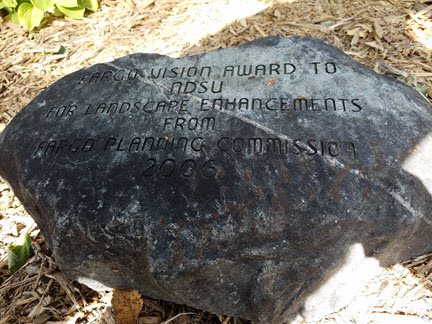 FARGO VISION AWARD TO
NDSU
FOR LANDSCAPE ENHANCEMENTS
FROM
FARGO PLANNING COMMISSION
2006